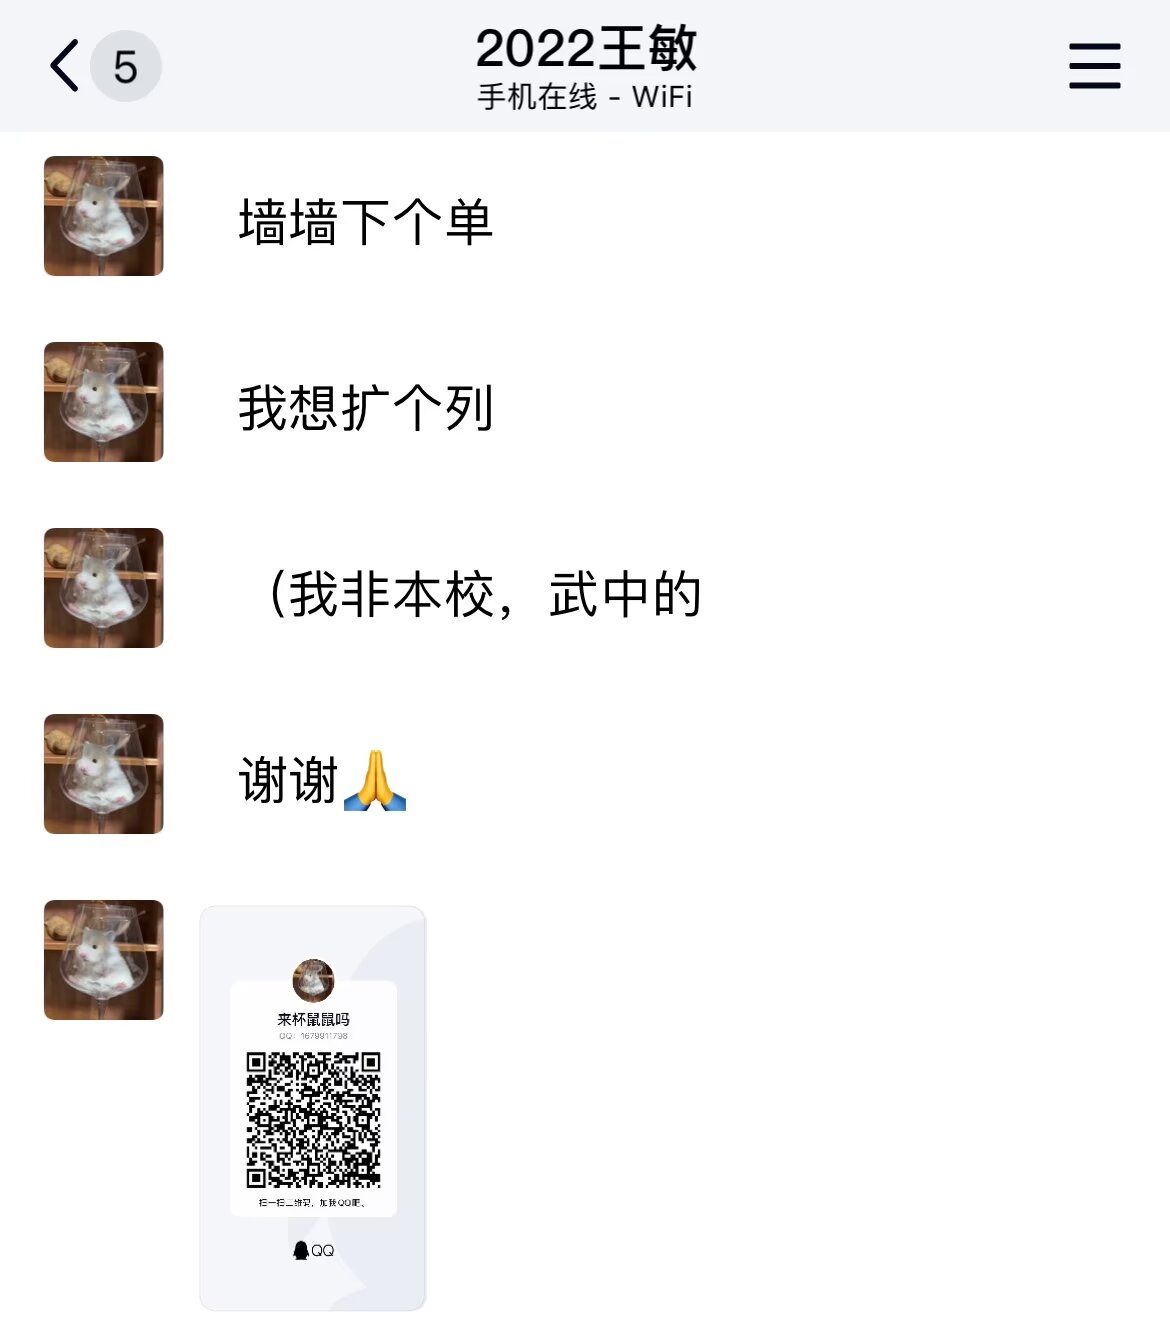 5
2022王敏
手机在线 - WiFi
墙墙下个单
我想扩个列
（我非本校，武中的
谢谢🙏
来杯鼠鼠吗
QQ：1679911798
扫一扫二维码，加我QQ吧。
QQ